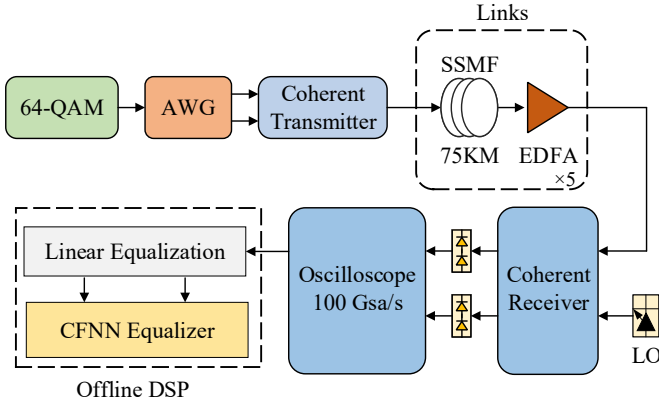 Links
64-QAM
AWG
Coherent
Transmitter
SSMF
75KM
EDFA
×5
Linear Equalization
CFNN Equalizer
Offline DSP
Oscilloscope
100 Gsa/s
Coherent
Receiver
LO